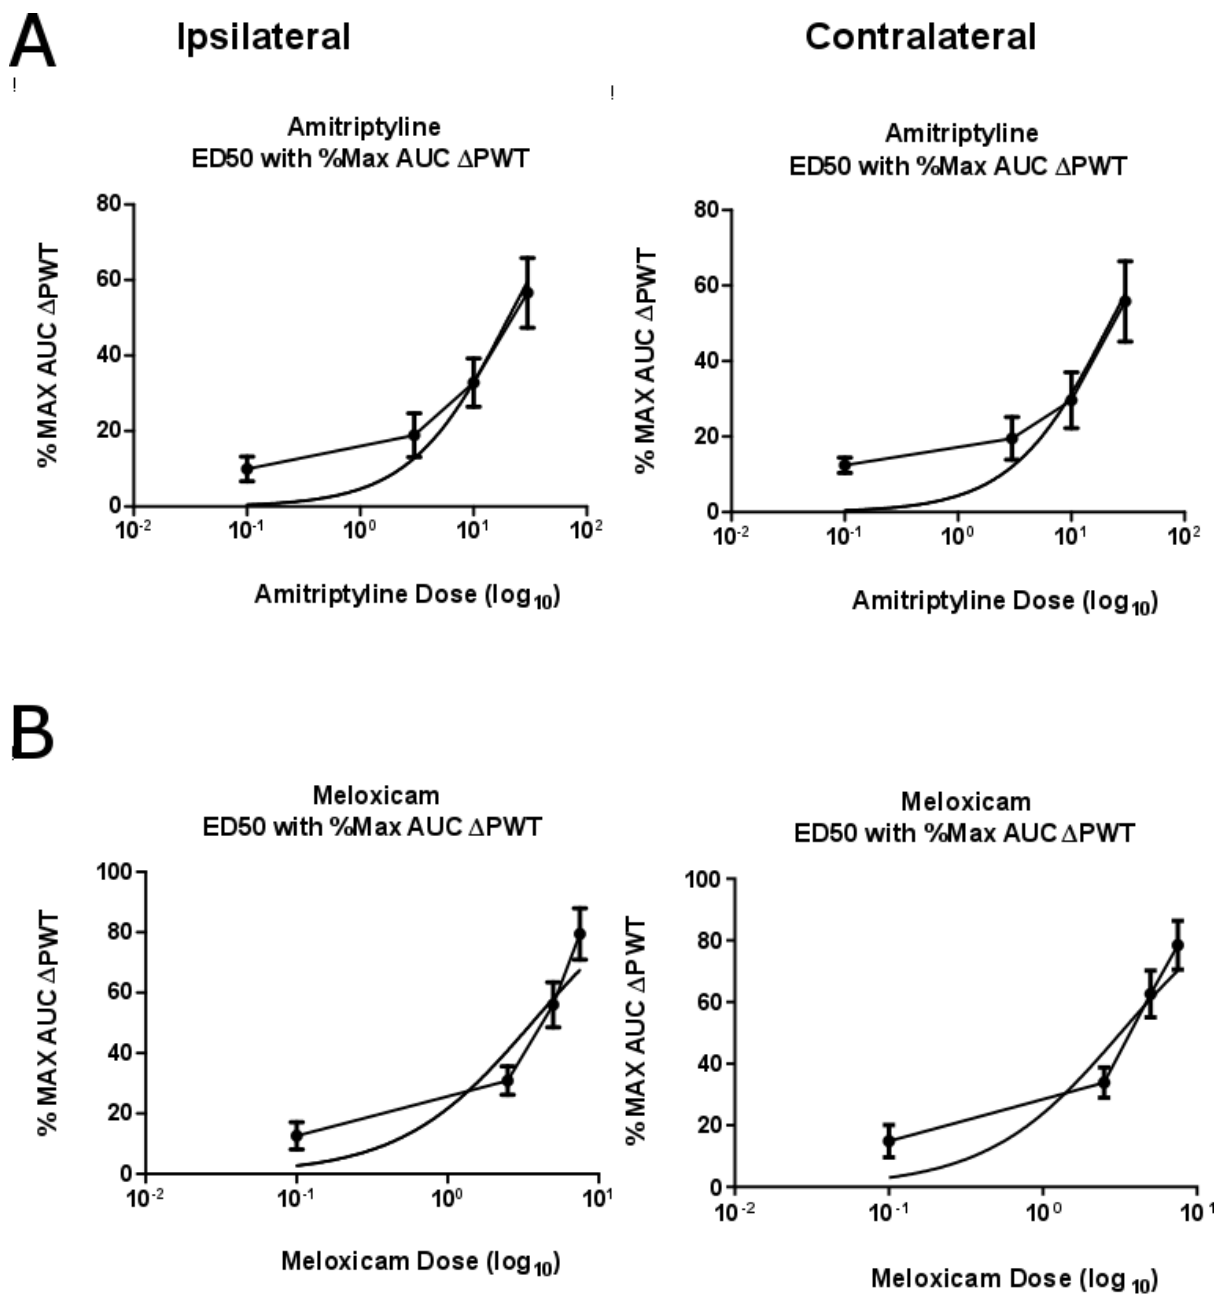 A Ipsilateral Contralateral
! !
Amitriptyline
ED50 with %Max AUC ΔPWT
80
60
40
20
0
%MAX AUC ΔPWT
10-2 10-1 100 101 102
Amitriptyline Dose (log10)
Amitriptyline
ED50 with %Max AUC ΔPWT
80
60
40
20
0
%MAX AUC ΔPWT
10-2 10-1 100 101 102
Amitriptyline Dose (log10)
B
Meloxicam
ED50 with %Max AUC ΔPWT
100
80
60
40
20
0
%MAX AUC ΔPWT
10-2 10-1 100 101
Meloxicam Dose (log10)
Meloxicam
ED50 with %Max AUC ΔPWT
100
80
60
40
20
0
%MAX AUC ΔPWT
10-2 10-1 100 101
Meloxicam Dose (log10)